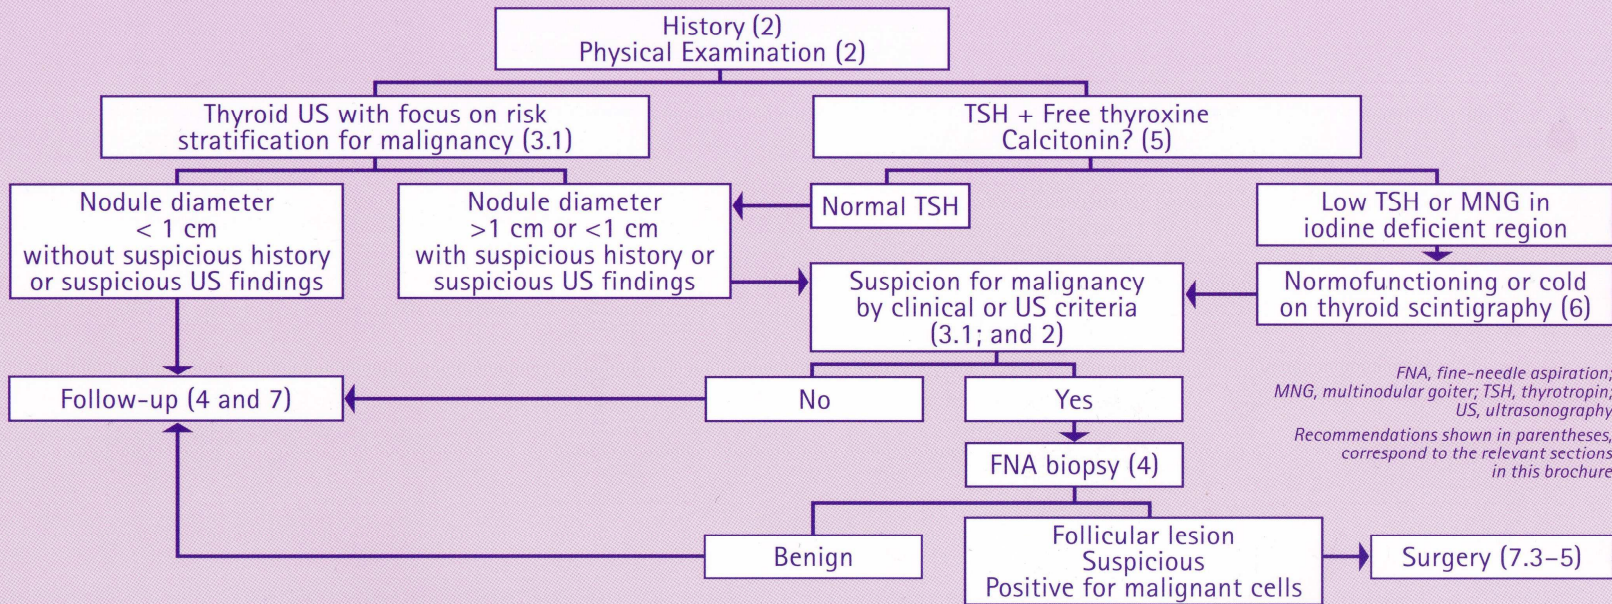 History (2)
Physical Examination (2)
Thyroid US with focus on risk
stratification for malignancy (3.1)
TSH + Free thyroxine
Calcitonin? (5)
Nodule diameter
< 1 cm
without suspicious history
or suspicious US findings
Nodule diameter
>1 cm or <1 cm
with suspicious history or
suspicious US findings
Normal TSH
Low TSH or MNG in
iodine deficient region
Suspicion for malignancy
by clinical or US criteria
(3.1; and 2)
Normofunctioning or cold
on thyroid scintigraphy (6)
Follow-up (4 and 7)
No
Yes
FNA, fine-needle aspiration;
MNG, multinodular goiter; TSH, thyrotropin;
US, ultrasonography
Recommendations shown in parentheses,
correspond to the relevant sections
in this brochure
FNA biopsy (4)
Benign
Follicular lesion
Suspicious
Positive for malignant cells
Surgery (7.3–5)